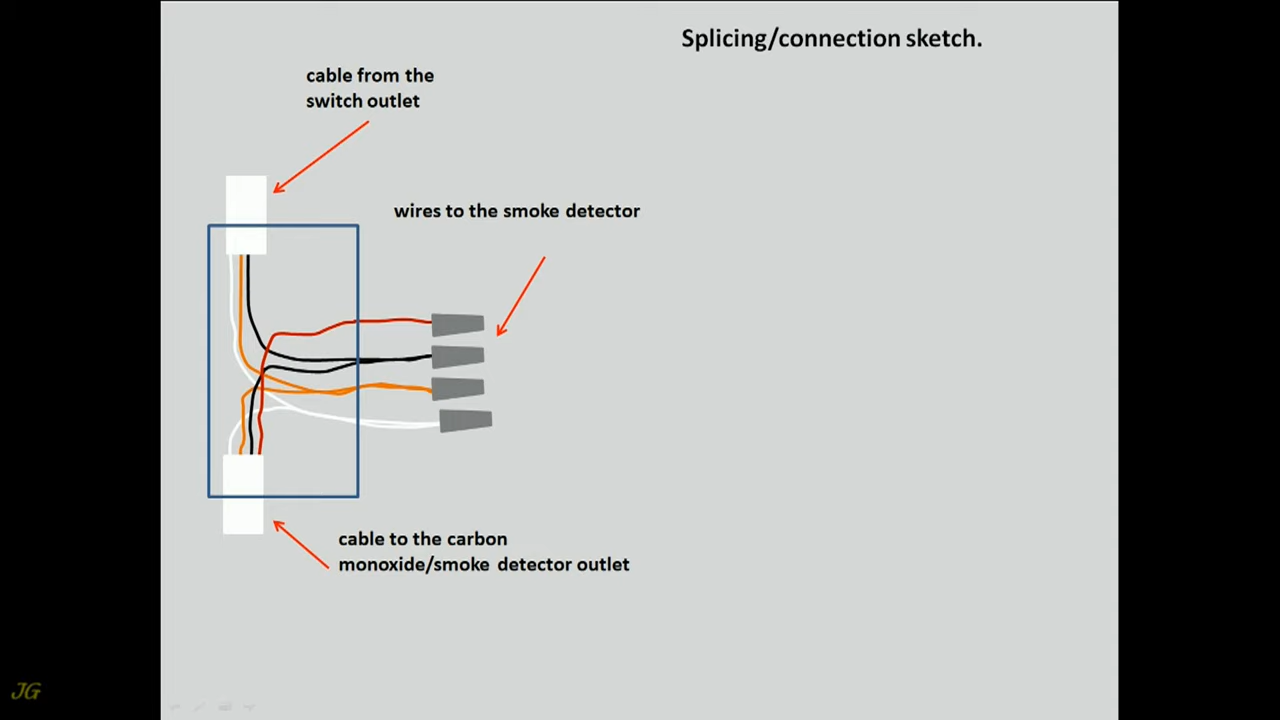 Splicing/connection sketch.
cable from the
switch outlet
wires to the smoke detector
cable to the carbon
monoxide/smoke detector outlet
JG